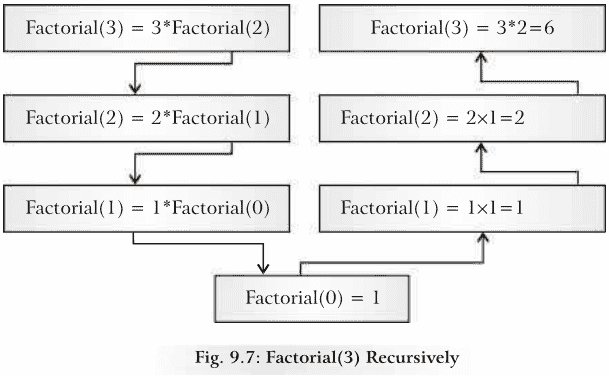 Factorial(3) = 3*Factorial(2)
Factorial(2) = 2*Factorial(1)
Factorial(1) = 1*Factorial(0)
Factorial(0) = 1
Factorial(1) = 1×1=1
Factorial(2) = 2×1=2
Factorial(3) = 3*2=6
Fig. 9.7: Factorial(3) Recursively